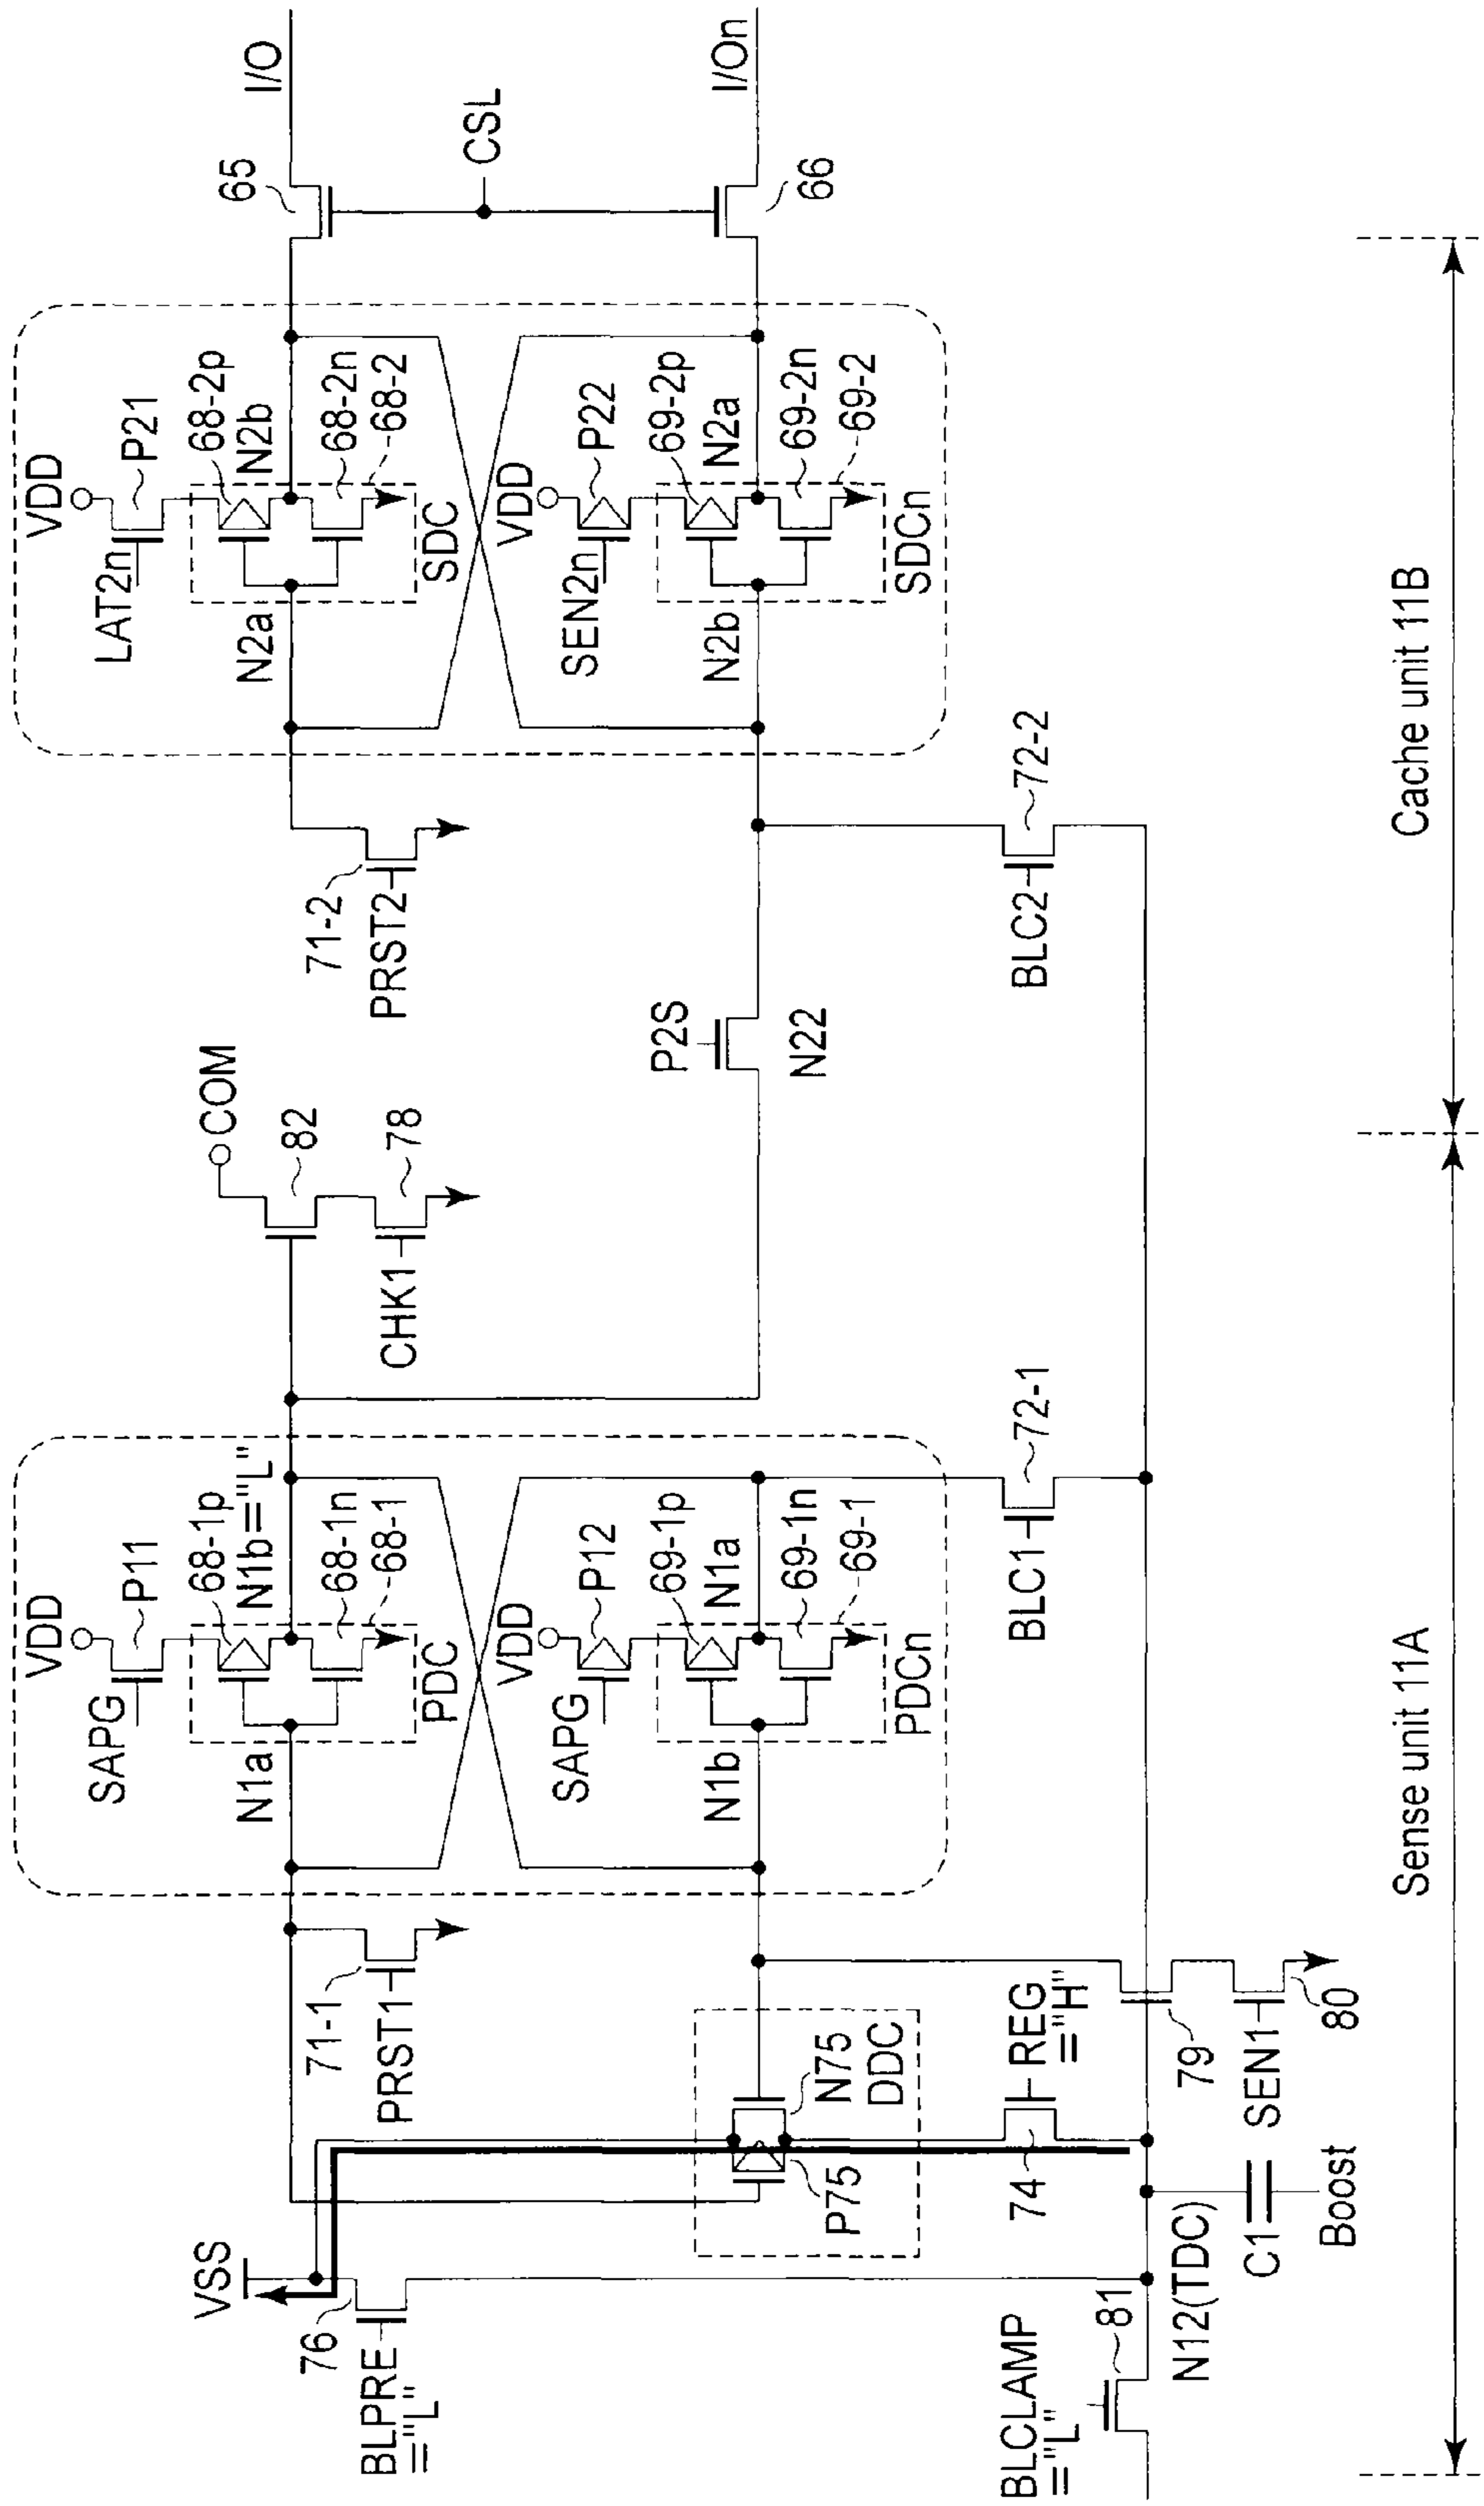 I/O
I/On
65
CSL
66
VDD
P21
LAT2n
68-2p
N2b
68-2n
68-2
N2a
SDC
VDD
P22
SEN2n
69-2p
N2a
69-2n
69-2
N2b
SDCn
71-2
PRST2
72-2
BLC2
P2S
N22
COM
82
78
CHK1
VDD
P11
SAPG
68-1p
N1b="L"
68-1n
68-1
N1a
PDC
VDD
P12
SAPG
69-1p
N1a
69-1n
69-1
N1b
PDCn
72-1
BLC1
71-1
PRST1
N75
DDC
P75
REG
="H"
74
79
SEN1
80
VSS
76
BLPRE
="L"
BLCLAMP
="L"
81
N12(TDC)
C1
Boost
Sense unit 11A
Cache unit 11B